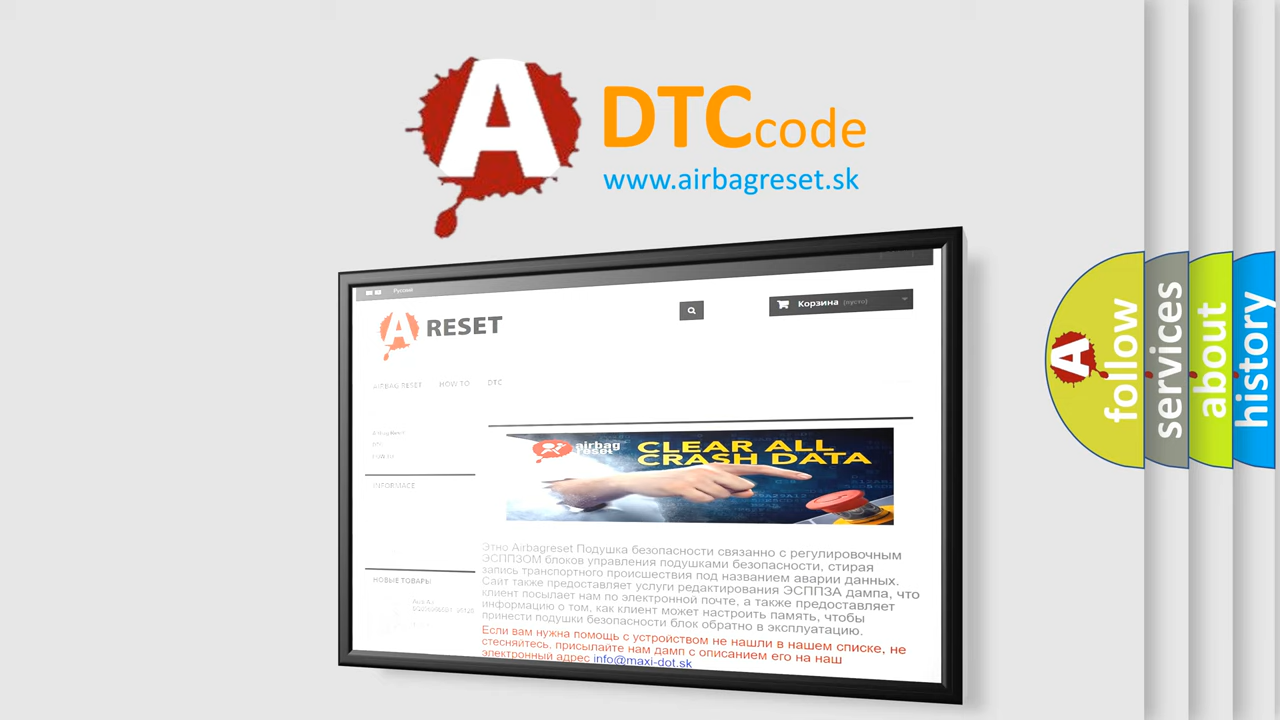 A
DTCcode
www.airbagreset.sk
Русский
A RESET
Корзина (пусто)
AIRBAG RESET HOW TO DTC
DTC
INFORMACE
НОВЫЕ ТОВАРЫ
airbag
reset
CLEAR ALL
CRASH DATA
Этно Airbagreset Подушка безопасности связанно с регулировочным
ЭСППЗОМ блоков управления подушками безопасности, стирая
запись транспортного происшествия под названием аварии данных.
Сайт также предоставляет услуги редактирования ЭСППЗА дампа, что
клиент посылает нам по электронной почте, а также предоставляет
информацию о том, как клиент может настроить память, чтобы
принести подушки безопасности блок обратно в эксплуатацию.
Если вам нужна помощь с устройством не нашли в нашем списке, не
стесняйтесь, присылайте нам дамп с описанием его на наш
электронный адрес info@maxi-dot.sk
A
follow
services
about
history